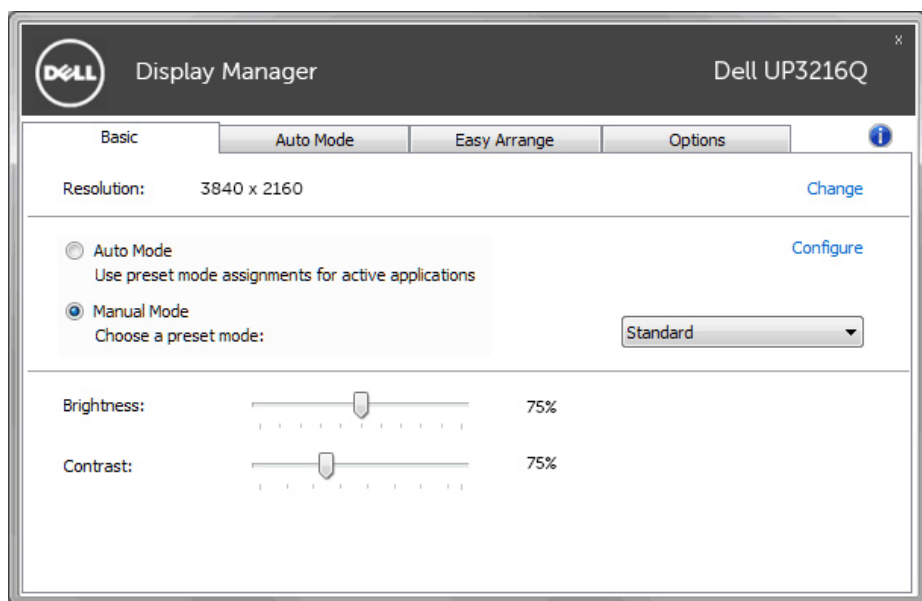 DELL
Display Manager
Dell UP3216Q
x
Basic
Auto Mode
Easy Arrange
Options
i
Resolution:
3840 x 2160
Change
Auto Mode
Configure
Use preset mode assignments for active applications
Manual Mode
Choose a preset mode:
Standard
Brightness:
75%
Contrast:
75%